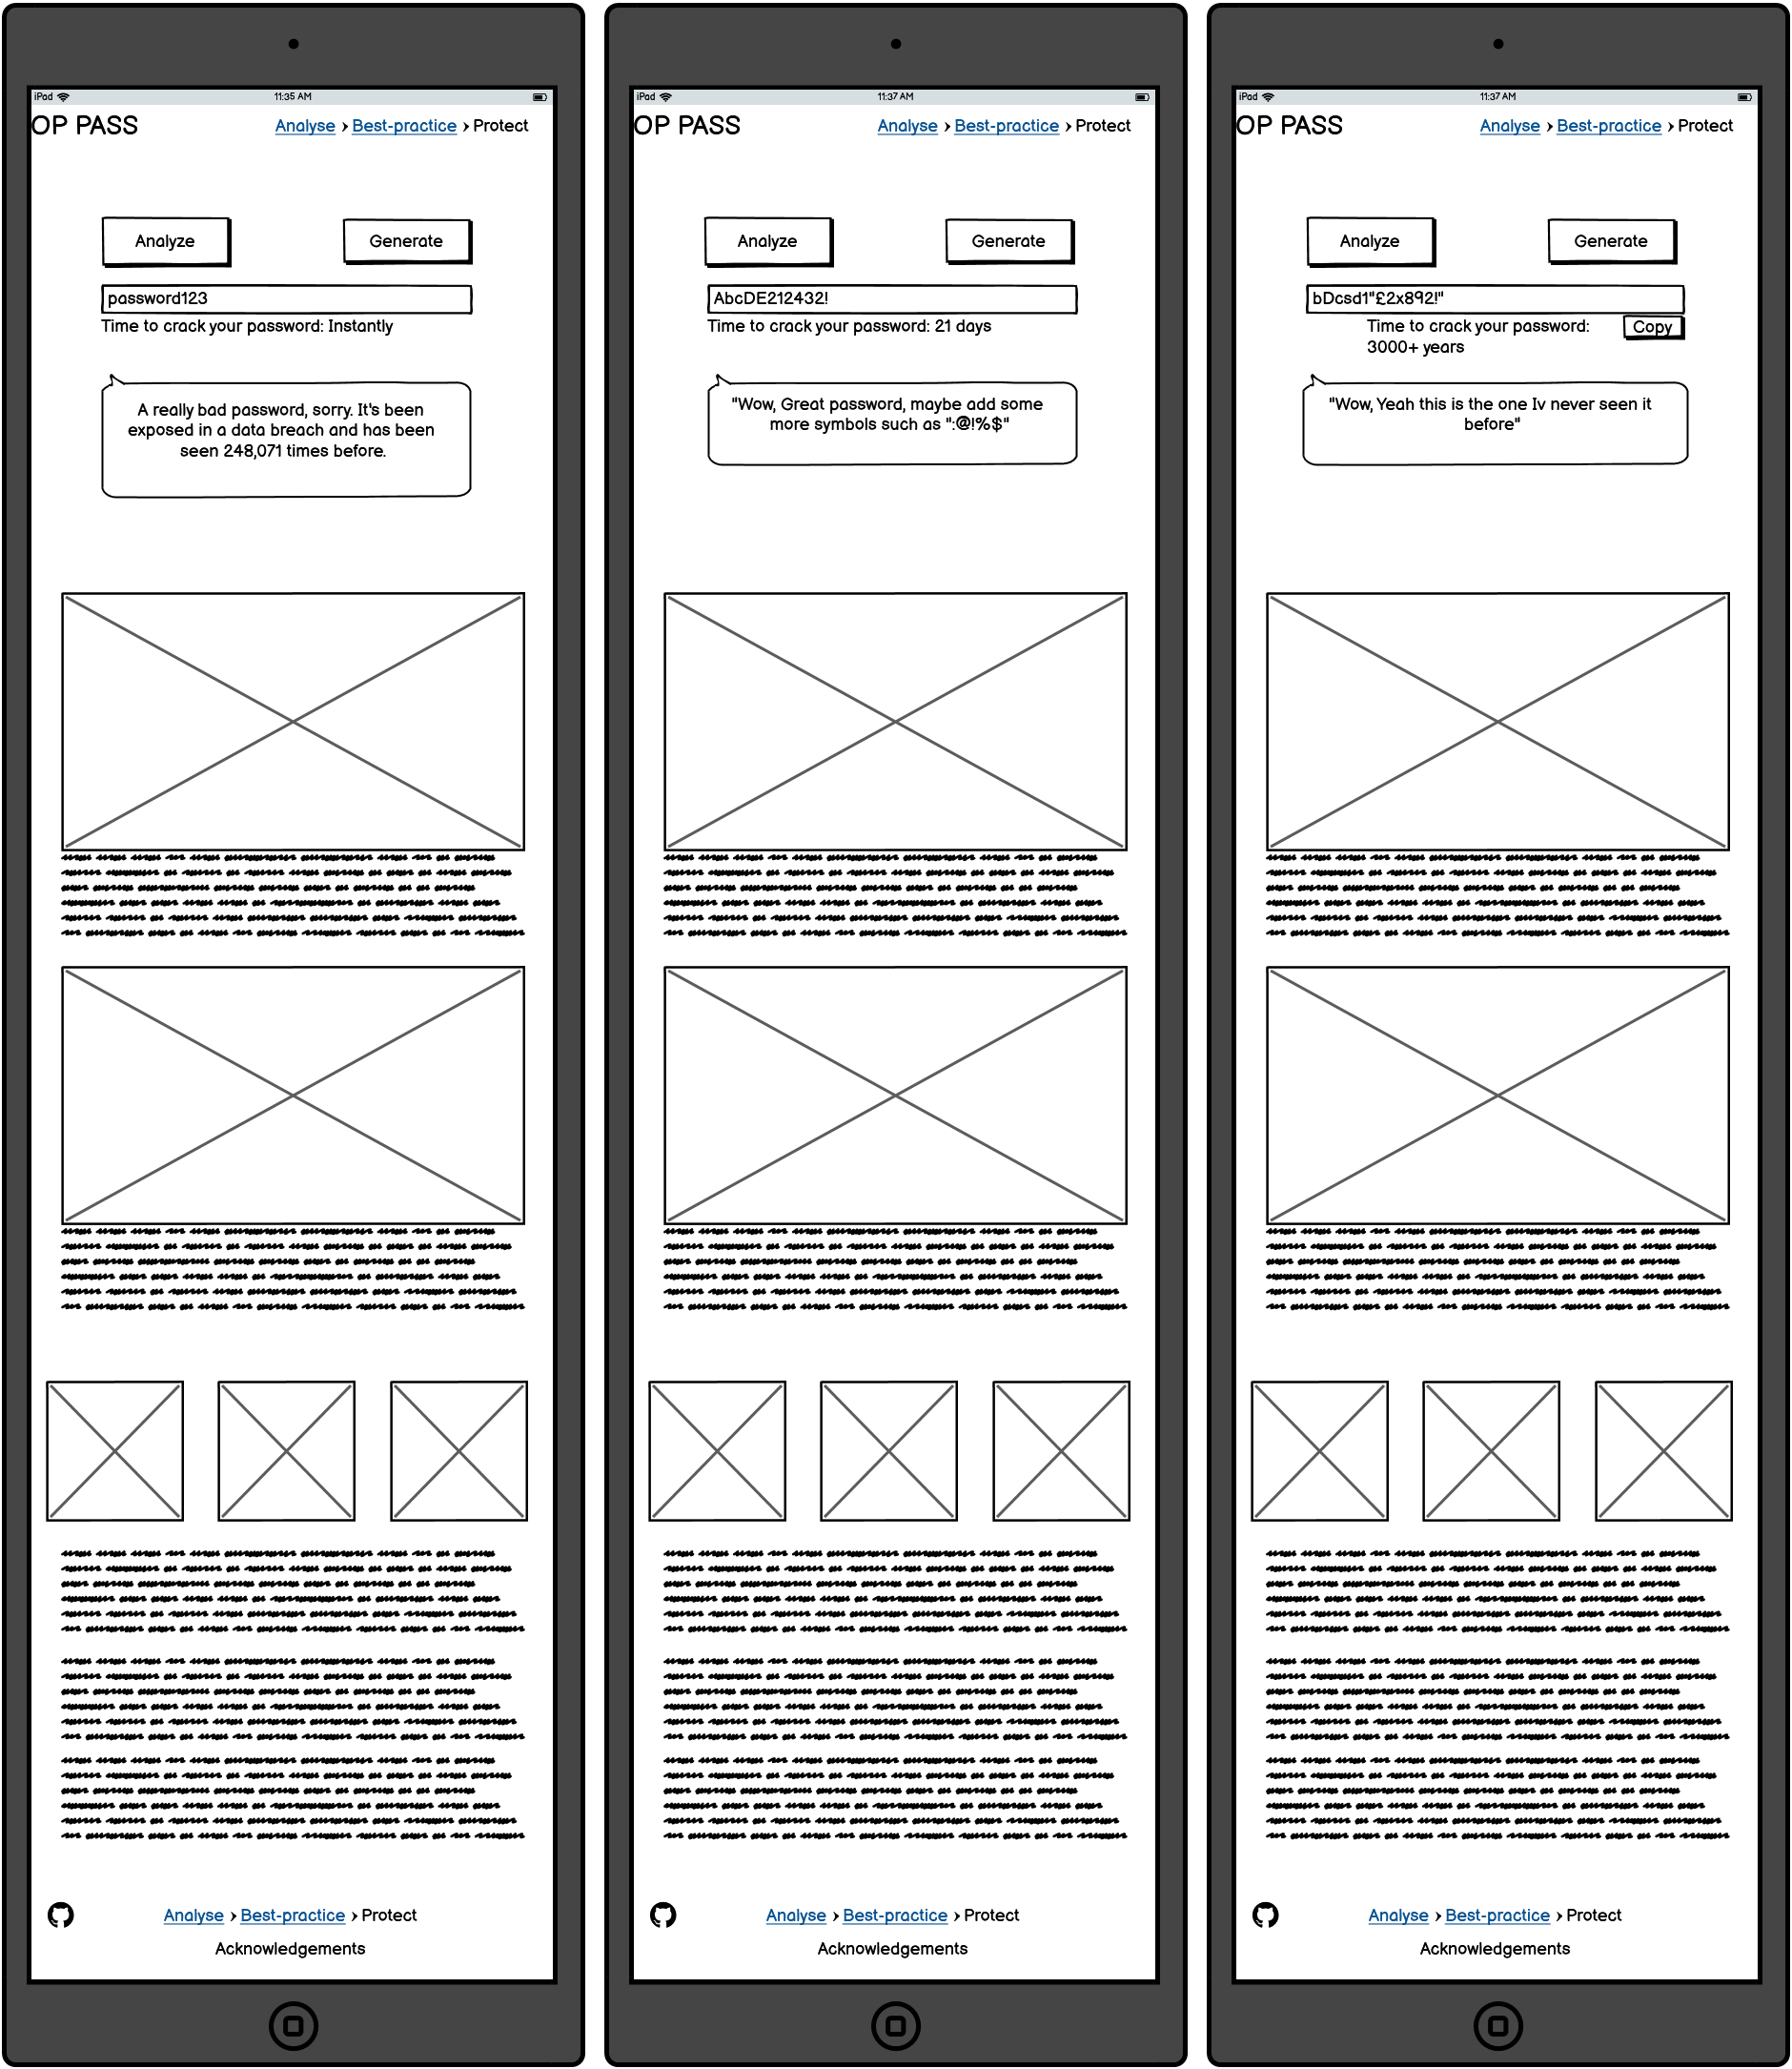 iPad 11:35 AM
OP PASS Analyse › Best-practice › Protect
Analyze Generate
password123
Time to crack your password: Instantly
A really bad password, sorry. It's been
exposed in a data breach and has been
seen 248,071 times before.
Analyse › Best-practice › Protect
Acknowledgements
iPad 11:37 AM
OP PASS Analyse › Best-practice › Protect
Analyze Generate
AbcDE212432!
Time to crack your password: 21 days
"Wow, Great password, maybe add some
more symbols such as ":@!%$"
Analyse › Best-practice › Protect
Acknowledgements
iPad 11:37 AM
OP PASS Analyse › Best-practice › Protect
Analyze Generate
bDcsd1"£2x892!"
Time to crack your password:
3000+ years
Copy
"Wow, Yeah this is the one Iv never seen it
before"
Analyse › Best-practice › Protect
Acknowledgements